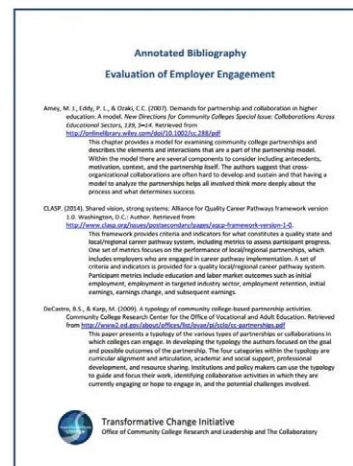 Annotated Bibliography
Evaluation of Employer Engagement
Amey, M. J., Eddy, P. L., & Ozaki, C.C. (2007). Demands for partnership and collaboration in higher
education: A model. New Directions for Community Colleges Special Issue: Collaborations Across
Educational Sectors, 139, 5–14. Retrieved from
http://onlinelibrary.wiley.com/doi/10.1002/cc.288/pdf
This chapter provides a model for examining community college partnerships and
describes the elements and interactions that are a part of the partnership model.
Within the model there are several components to consider including antecedents,
motivation, context, and the partnership itself. The authors suggest that cross-
organizational collaborations are often hard to develop and sustain and that having a
model to analyze the partnership helps all involved think more deeply about the
process and what determines success.
CLASP. (2014). Shared vision, strong systems: Alliance for Quality Career Pathways framework version
1.0. Washington, D.C.: Author. Retrieved from
http://www.clasp.org/issues/postsecondary/pages/aqcp-framework-version-1-0.
This framework provides criteria and indicators for what constitutes a quality state and
local/regional career pathway system, including metrics to assess participant progress.
One set of metrics focuses on the performance of local/regional partnerships, which
includes employers who are engaged in career pathway implementation. A set of
criteria and indicators is provided for a quality local/regional career pathway system.
Participant metrics include education and labor market outcomes such as initial
employment, employment in targeted industry sector, employment retention, initial
earnings, earnings change, and subsequent earnings.
DeCastro, B.S., & Karp, M. (2009). A typology of community college-based partnership activities.
Community College Research Center for the Office of Vocational and Adult Education. Retrieved
from http://www2.ed.gov/about/offices/list/ovae/pi/cclo/cc-partnerships.pdf
This paper presents a typology of the various types of partnerships or collaborations in
which colleges can engage. In developing the typology the authors focused on the goal
and possible outcomes of the partnership. The four categories within the typology are
curricular alignment and articulation, academic and social support, professional
development, and resource sharing. Institutions and policy makers can use the typology
to guide and focus their work, identifying collaborative activities in which they are
currently engaging or hope to engage in, and the potential challenges involved.
Transformative Change Initiative
Office of Community College Research and Leadership and The Collaboratory